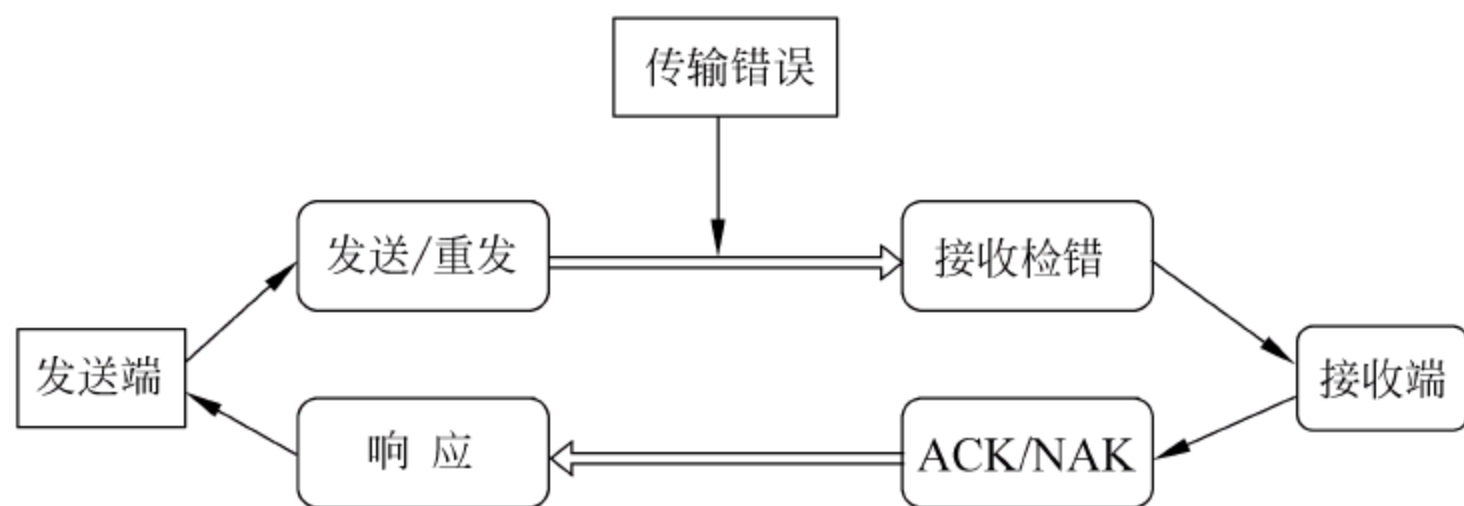 传输错误
发送/重发
接收检错
发送端
接收端
响 应
ACK/NAK